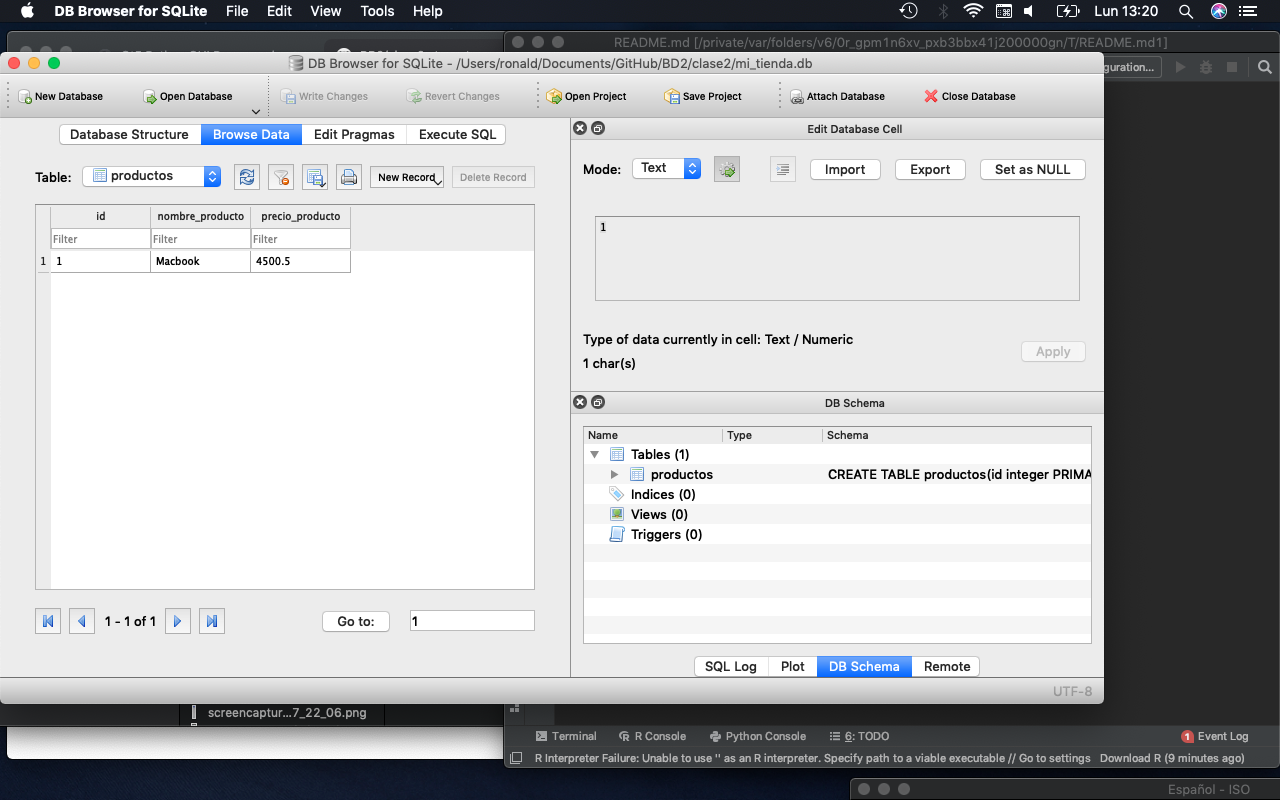 DB Browser for SQLite File Edit View Tools Help Lun 13:20
README.md [/private/var/folders/v6/0r_gpm1n6xv_pxb3bbx41j200000gn/T/README.md1]
DB Browser for SQLite - /Users/ronald/Documents/GitHub/BD2/clase2/mi_tienda.db
guration...
New Database Open Database Write Changes Revert Changes Open Project Save Project Attach Database Close Database
Database Structure Browse Data Edit Pragmas Execute SQL
Edit Database Cell
Table: productos New Record Delete Record
Mode: Text Import Export Set as NULL
id nombre_producto precio_producto
Filter Filter Filter
1 1 Macbook 4500.5
1
Type of data currently in cell: Text / Numeric
1 char(s)
Apply
DB Schema
Name Type Schema
Tables (1)
productos CREATE TABLE productos(id integer PRIMA
Indices (0)
Views (0)
Triggers (0)
1 - 1 of 1 Go to: 1
SQL Log Plot DB Schema Remote
UTF-8
screencaptur...7_22_06.png
Terminal R Console Python Console 6: TODO 1 Event Log
R Interpreter Failure: Unable to use '' as an R interpreter. Specify path to a viable executable // Go to settings Download R (9 minutes ago)
Español - ISO